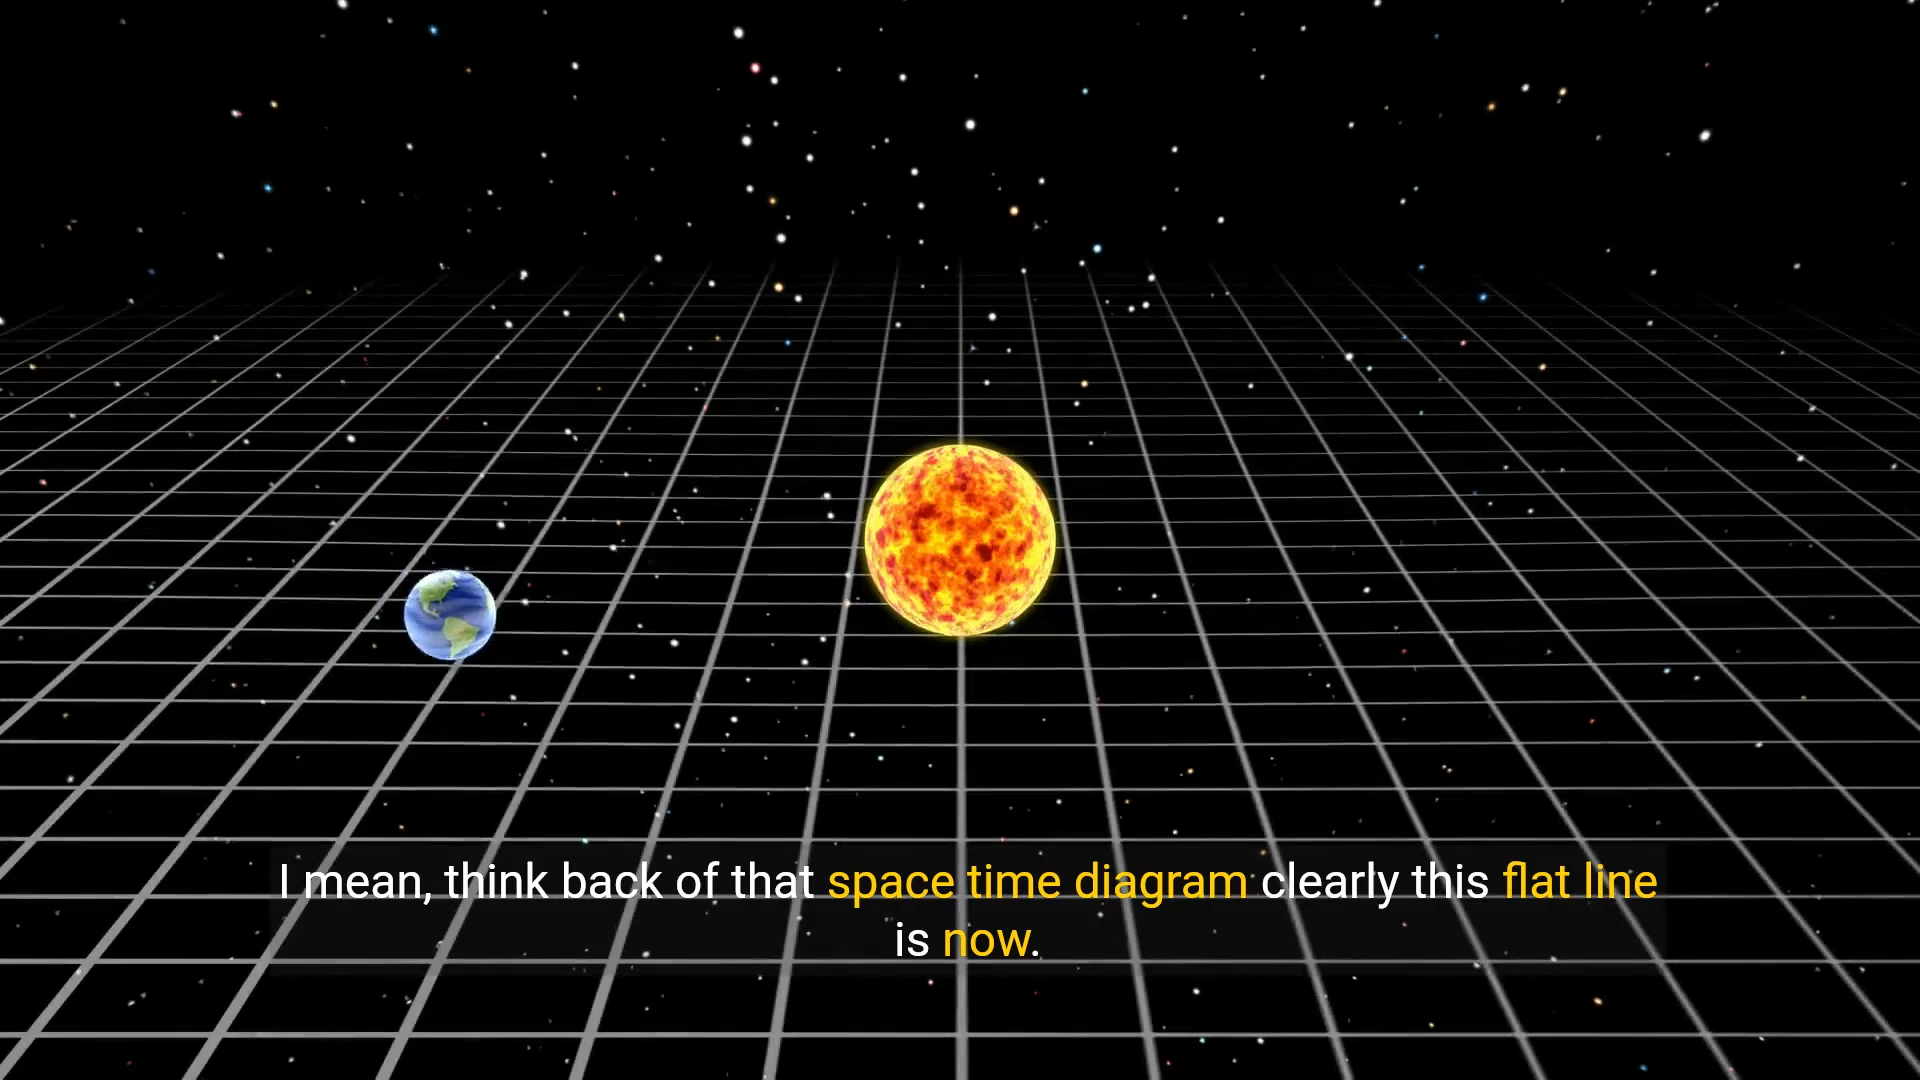 I mean, think back of that space time diagram clearly this flat line
is now.